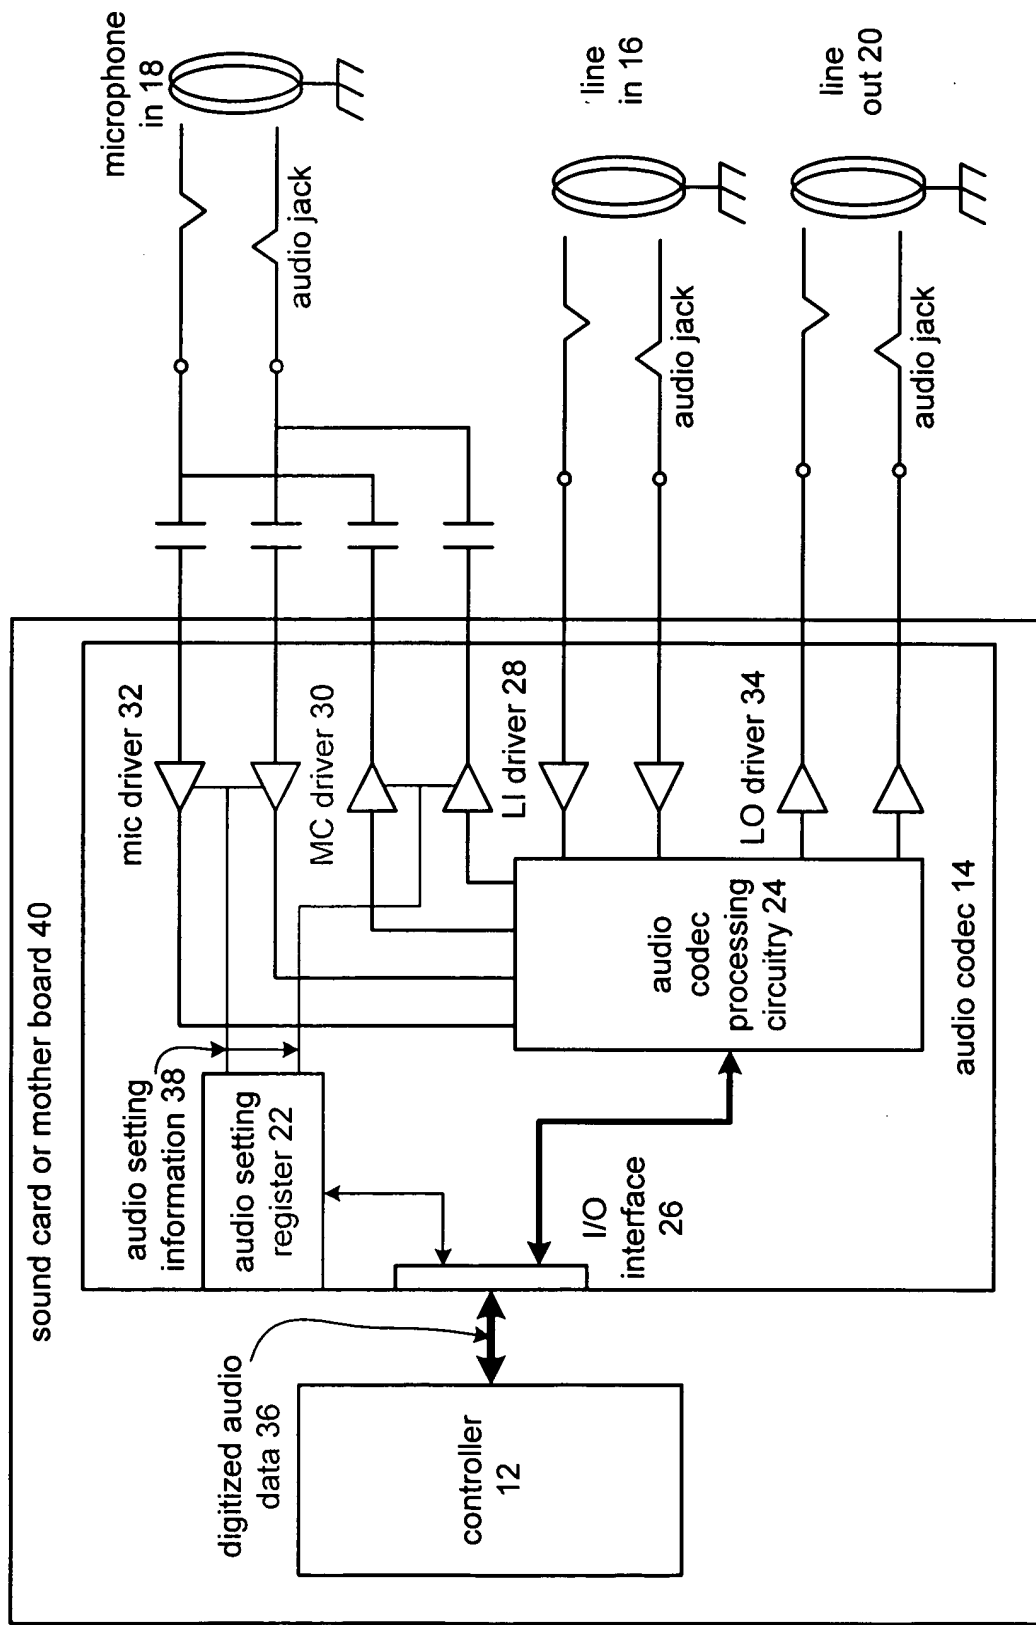 sound card or mother board 40
digitized audio
data 36
controller
12
audio setting
information 38
audio setting
register 22
I/O
interface
26
mic driver 32
MC driver 30
LI driver 28
LO driver 34
audio
codec
processing
circuitry 24
audio codec 14
microphone
in 18
audio jack
line
in 16
audio jack
line
out 20
audio jack